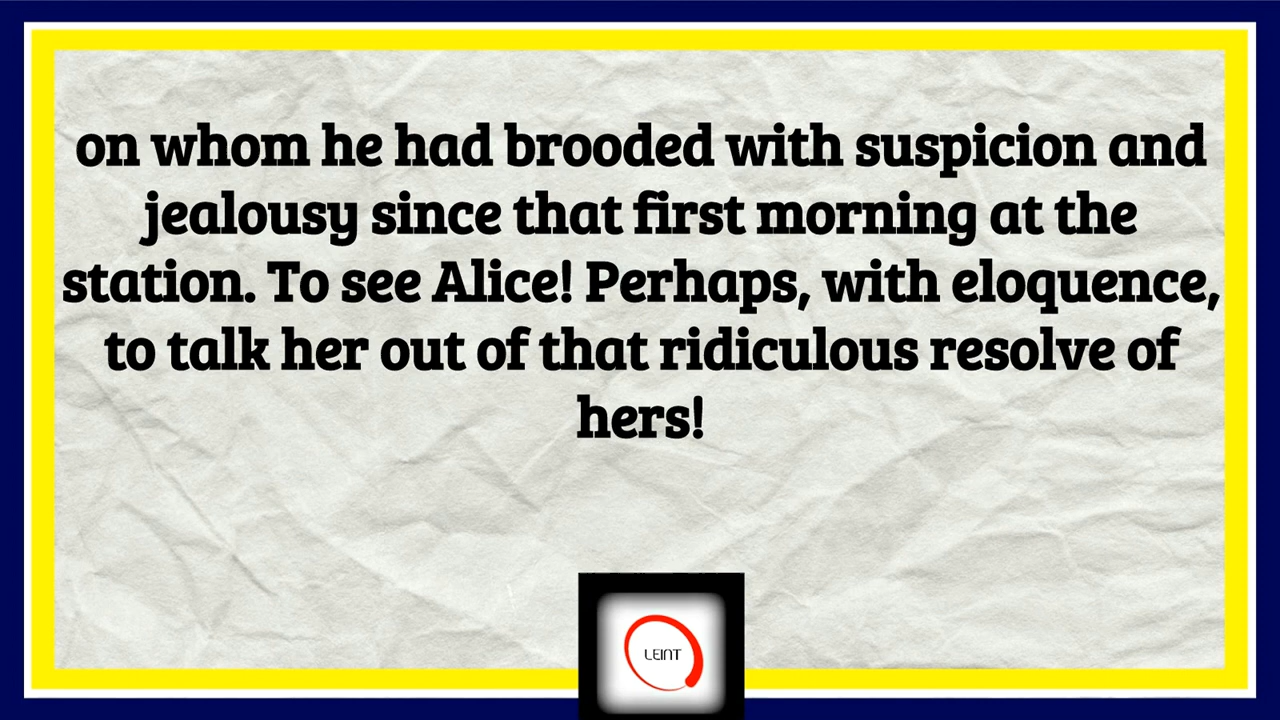 on whom he had brooded with suspicion and
jealousy since that first morning at the
station. To see Alice! Perhaps, with eloquence,
to talk her out of that ridiculous resolve of
hers!
LEINT